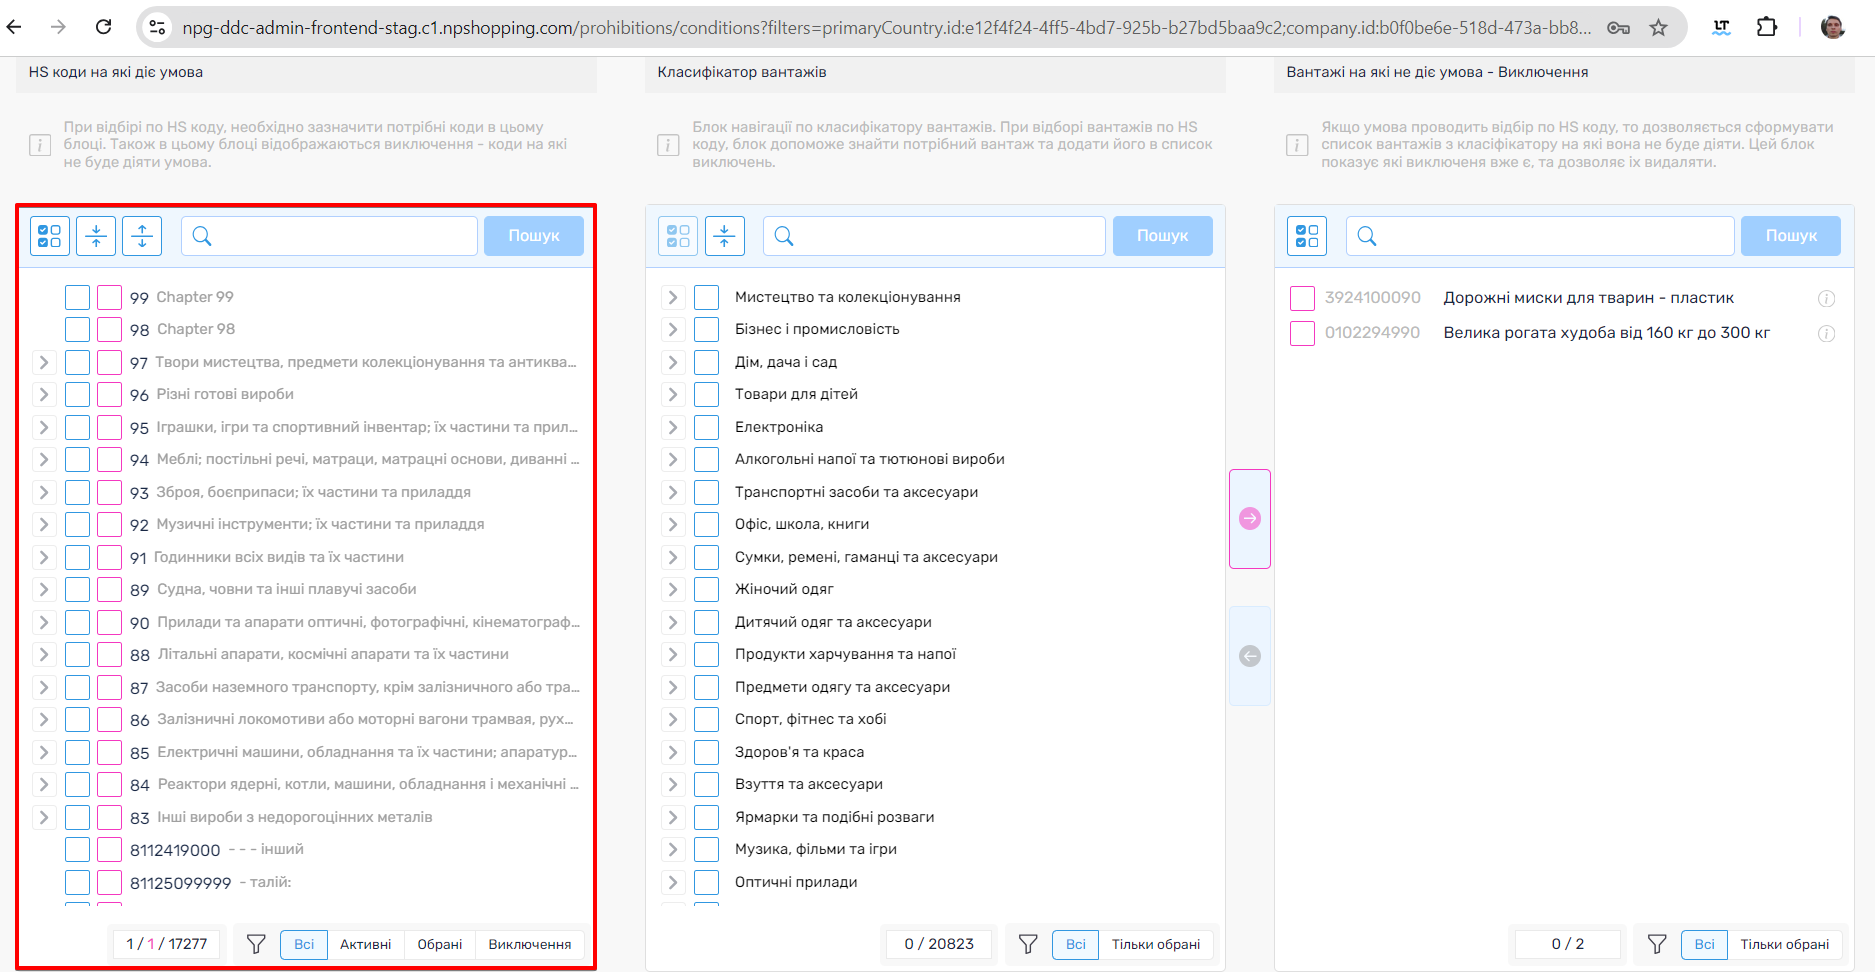 npg-ddc-admin-frontend-stag.c1.npshopping.com/prohibitions/conditions?filters=primaryCountry.id:e12f4f24-4ff5-4bd7-925b-b27bd5baa9c2;company.id:b0f0be6e-518d-473a-bb8...
LT
HS коди на які діє умова
При відбірі по HS коду, необхідно зазначити потрібні коди в цьому
блоці. Також в цьому блоці відображаються виключення - коди на які
не буде діяти умова.
Пошук
99 Chapter 99
98 Chapter 98
97 Твори мистецтва, предмети колекціонування та антиква...
96 Різні готові вироби
95 Іграшки, ігри та спортивний інвентар; їх частини та прил...
94 Меблі; постільні речі, матраци, матрацні основи, диванні ...
93 Зброя, боєприпаси; їх частини та приладдя
92 Музичні інструменти; їх частини та приладдя
91 Годинники всіх видів та їх частини
89 Судна, човни та інші плавучі засоби
90 Прилади та апарати оптичні, фотографічні, кінематограф...
88 Літальні апарати, космічні апарати та їх частини
87 Засоби наземного транспорту, крім залізничного або тра...
86 Залізничні локомотиви або моторні вагони трамвая, рух...
85 Електричні машини, обладнання та їх частини; апаратур...
84 Реактори ядерні, котли, машини, обладнання і механічні ...
83 Інші вироби з недорогоцінних металів
8112419000 - - - інший
81125099999 - талій:
1 / 1 / 17277 Всі Активні Обрані Виключення
Класифікатор вантажів
Блок навігації по класифікатору вантажів. При відборі вантажів по HS
коду, блок допоможе знайти потрібний вантаж та додати його в список
виключень.
Пошук
Мистецтво та колекціонування
Бізнес і промисловість
Дім, дача і сад
Товари для дітей
Електроніка
Алкогольні напої та тютюнові вироби
Транспортні засоби та аксесуари
Офіс, школа, книги
Сумки, ремені, гаманці та аксесуари
Жіночий одяг
Дитячий одяг та аксесуари
Продукти харчування та напої
Предмети одягу та аксесуари
Спорт, фітнес та хобі
Здоров'я та краса
Взуття та аксесуари
Ярмарки та подібні розваги
Музика, фільми та ігри
Оптичні прилади
0 / 20823 Всі Тільки обрані
Вантажі на які не діє умова - Виключення
Якщо умова проводить відбір по HS коду, то дозволяється сформувати
список вантажів з класіфікатору на які вона не буде діяти. Цей блок
показує які виключеня вже є, та дозволяє їх видаляти.
Пошук
3924100090 Дорожні миски для тварин - пластик
0102294990 Велика рогата худоба від 160 кг до 300 кг
0 / 2 Всі Тільки обрані